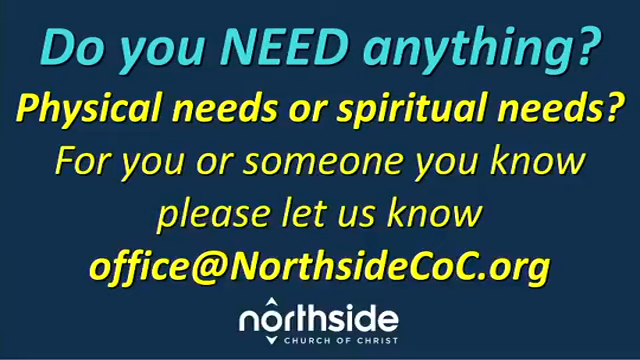 Do you NEED anything?
Physical needs or spiritual needs?
For you or someone you know
please let us know
office@NorthsideCoC.org
northside
CHURCH OF CHRIST